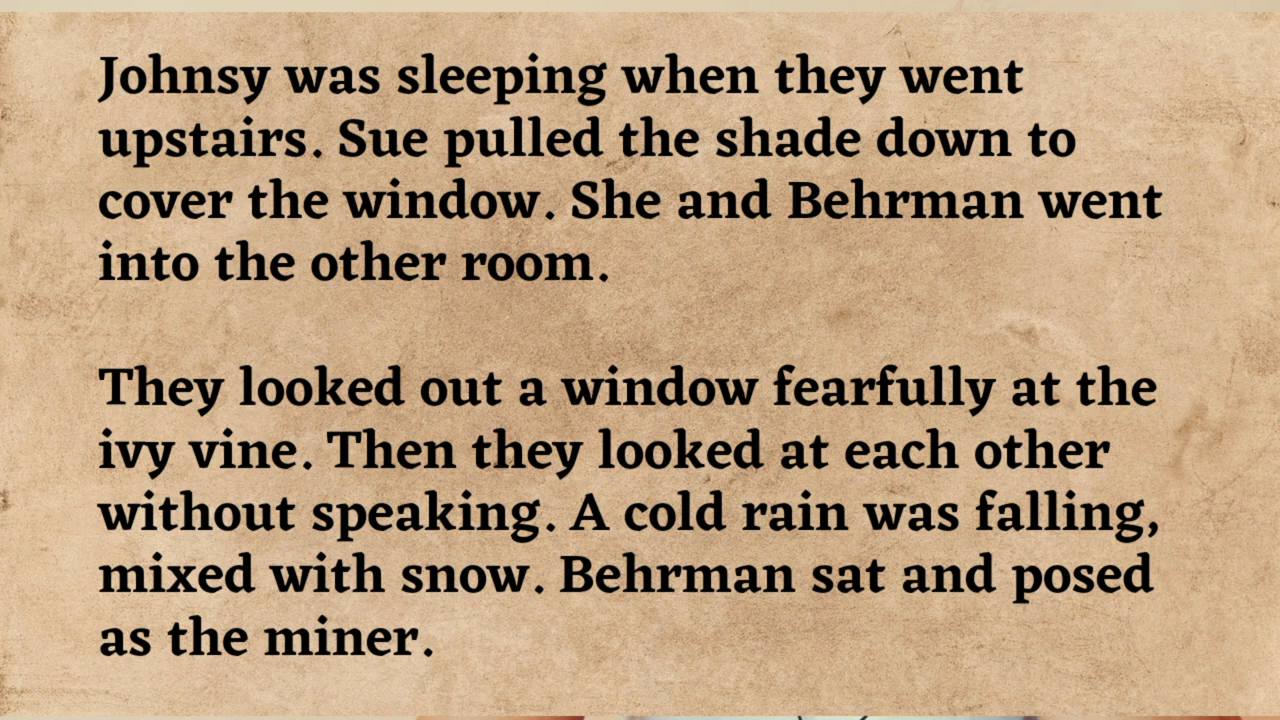 Johnsy was sleeping when they went
upstairs. Sue pulled the shade down to
cover the window. She and Behrman went
into the other room.
They looked out a window fearfully at the
ivy vine. Then they looked at each other
without speaking. A cold rain was falling,
mixed with snow. Behrman sat and posed
as the miner.